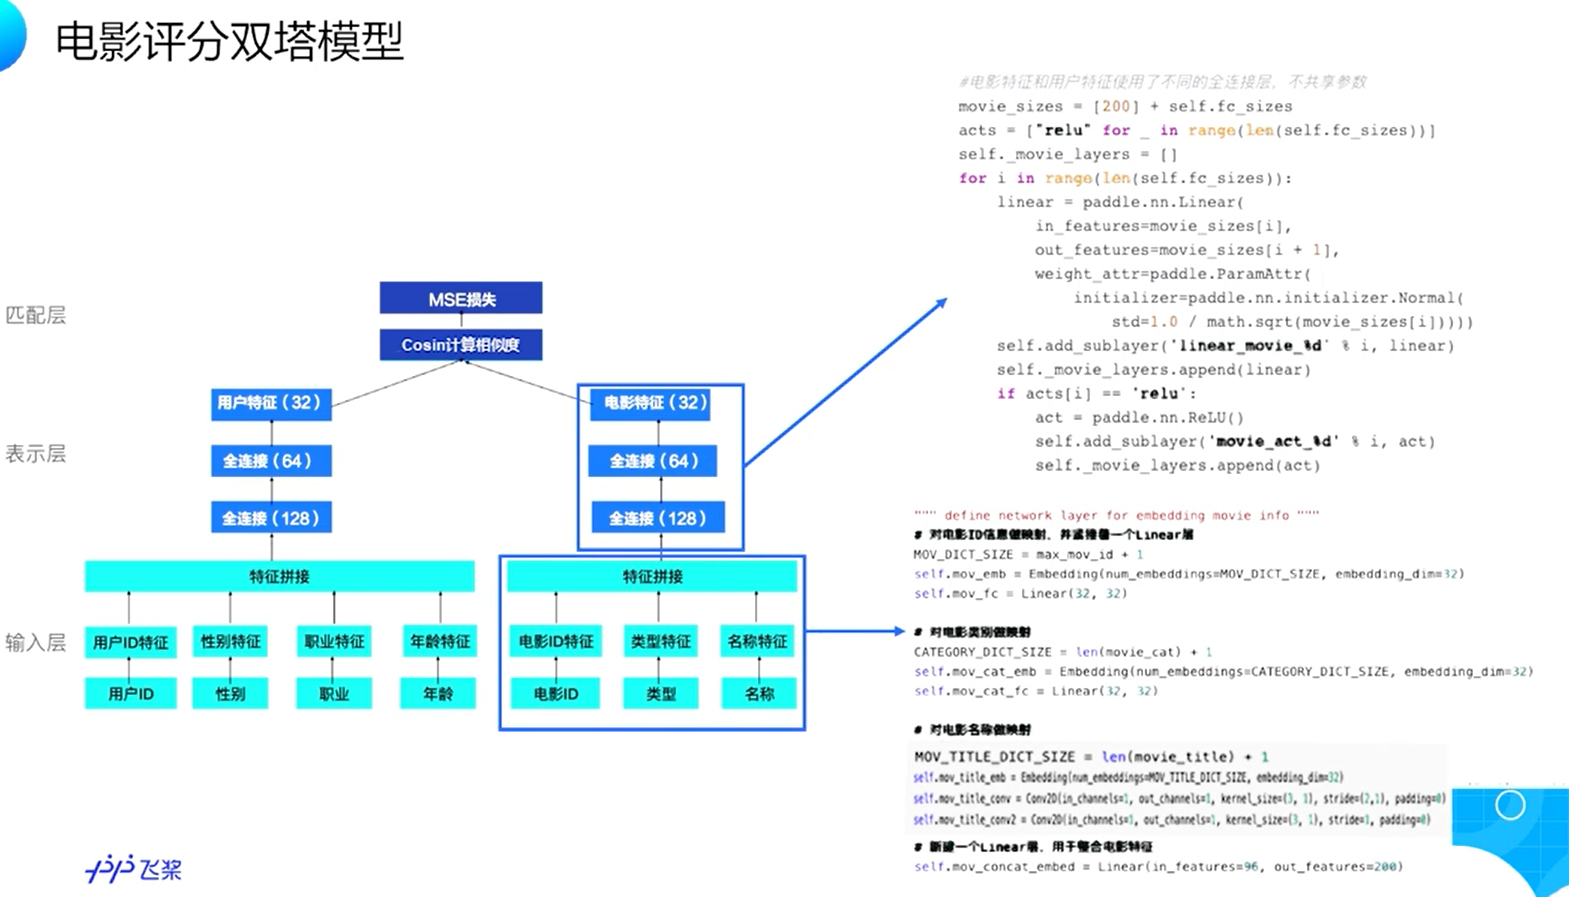 电影评分双塔模型
匹配层
MSE损失
Cosin计算相似度
表示层
用户特征（32）
电影特征（32）
全连接（64）
全连接（64）
全连接（128）
全连接（128）
输入层
特征拼接
特征拼接
用户ID特征 性别特征 职业特征 年龄特征 电影ID特征 类型特征 名称特征
用户ID 性别 职业 年龄 电影ID 类型 名称
#电影特征和用户特征使用了不同的全连接层，不共享参数
movie_sizes = [200] + self.fc_sizes
acts = ["relu" for _ in range(len(self.fc_sizes))]
self._movie_layers = []
for i in range(len(self.fc_sizes)):
linear = paddle.nn.Linear(
in_features=movie_sizes[i],
out_features=movie_sizes[i + 1],
weight_attr=paddle.ParamAttr(
initializer=paddle.nn.initializer.Normal(
std=1.0 / math.sqrt(movie_sizes[i]))))
self.add_sublayer('linear_movie_%d' % i, linear)
self._movie_layers.append(linear)
if acts[i] == 'relu':
act = paddle.nn.ReLU()
self.add_sublayer('movie_act_%d' % i, act)
self._movie_layers.append(act)
""" define network layer for embedding movie info """
# 对电影ID信息做映射，并紧接着一个Linear层
MOV_DICT_SIZE = max_mov_id + 1
self.mov_emb = Embedding(num_embeddings=MOV_DICT_SIZE, embedding_dim=32)
self.mov_fc = Linear(32, 32)
# 对电影类别做映射
CATEGORY_DICT_SIZE = len(movie_cat) + 1
self.mov_cat_emb = Embedding(num_embeddings=CATEGORY_DICT_SIZE, embedding_dim=32)
self.mov_cat_fc = Linear(32, 32)
# 对电影名称做映射
MOV_TITLE_DICT_SIZE = len(movie_title) + 1
self.mov_title_emb = Embedding(num_embeddings=MOV_TITLE_DICT_SIZE, embedding_dim=32)
self.mov_title_conv = Conv2D(in_channels=1, out_channels=1, kernel_size=(3, 1), stride=(2,1), padding=0)
self.mov_title_conv2 = Conv2D(in_channels=1, out_channels=1, kernel_size=(3, 1), stride=1, padding=0)
# 新建一个Linear层，用于整合电影特征
self.mov_concat_embed = Linear(in_features=96, out_features=200)
飞桨